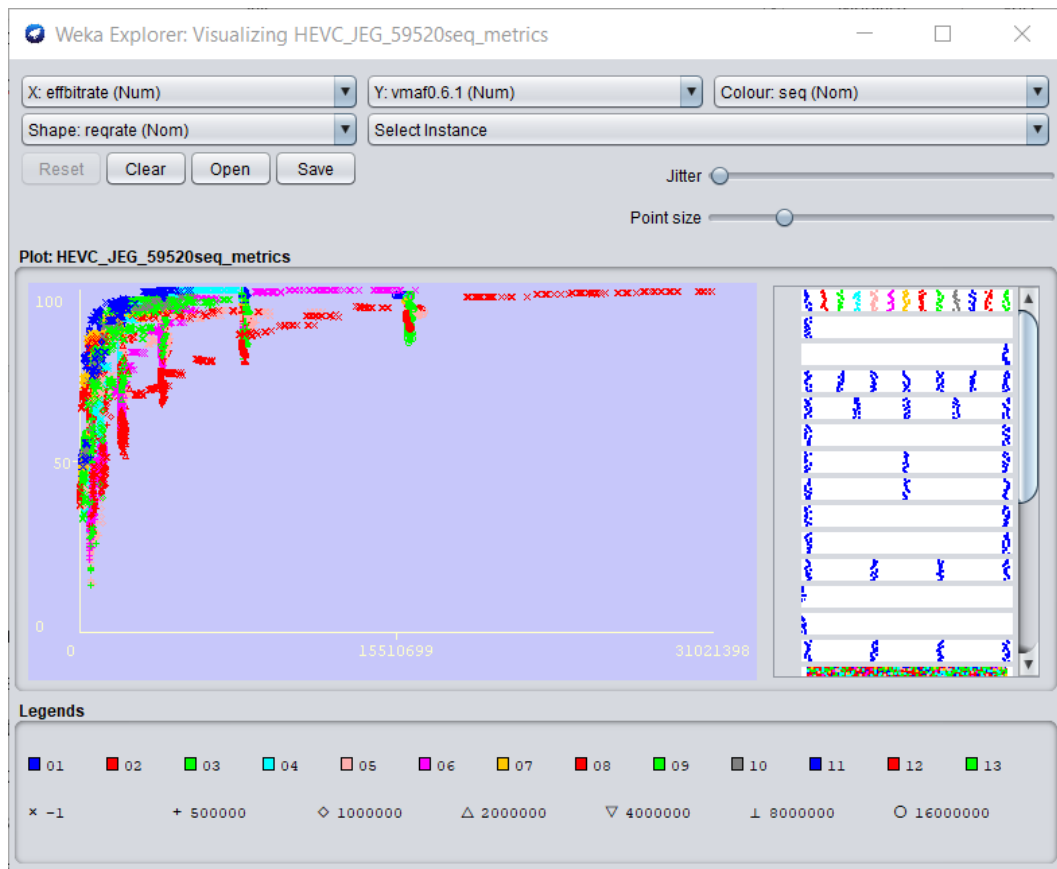 Weka Explorer: Visualizing HEVC_JEG_59520seq_metrics
X: effbitrate (Num) Y: vmaf0.6.1 (Num) Colour: seq (Nom)
Shape: reqrate (Nom) Select Instance
Reset Clear Open Save
Jitter
Point size
Plot: HEVC_JEG_59520seq_metrics
100
50
0
0 15510699 31021398
Legends
01 02 03 04 05 06 07 08 09 10 11 12 13
-1 500000 1000000 2000000 4000000 8000000 16000000